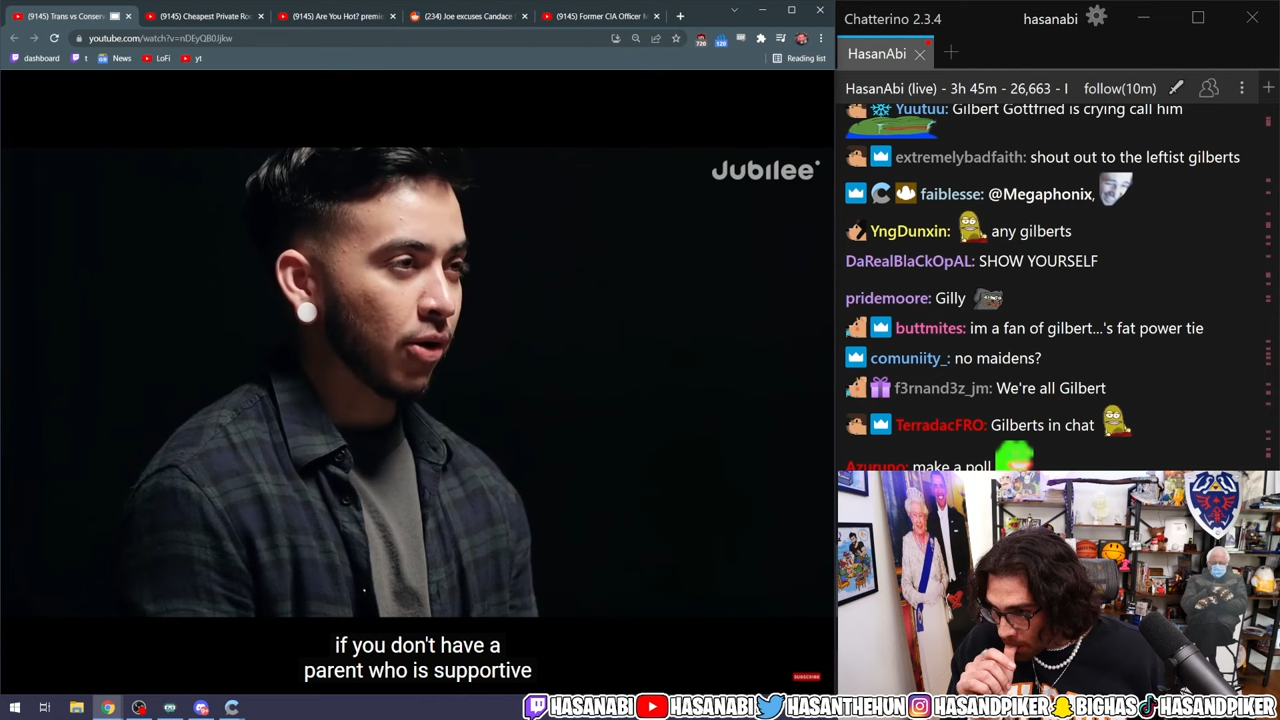 (9145) Trans vs Conserv
(9145) Cheapest Private Ro
(9145) Are You Hot? premi
(234) Joe excuses Candace
(9145) Former CIA Officer M
youtube.com/watch?v=nDEyQB0Jjkw
720
120
dashboard
t
News
LoFi
yt
Reading list
Jubilee
if you don't have a
parent who is supportive
SUBSCRIBE
Chatterino 2.3.4
hasanabi
HasanAbi
HasanAbi (live) - 3h 45m - 26,663 - I
follow(10m)
Yuutuu: Gilbert Gottfried is crying call him
extremelybadfaith: shout out to the leftist gilberts
faiblesse: @Megaphonix,
YngDunxin: any gilberts
DaRealBlaCkOpAL: SHOW YOURSELF
pridemoore: Gilly
buttmites: im a fan of gilbert...'s fat power tie
comuniity_: no maidens?
f3rnand3z_jm: We're all Gilbert
TerradacFRO: Gilberts in chat
Azurupo: make a poll
HASANABI HASANABI HASANTHEHUN HASANDPIKER BIGHAS HASANDPIKER